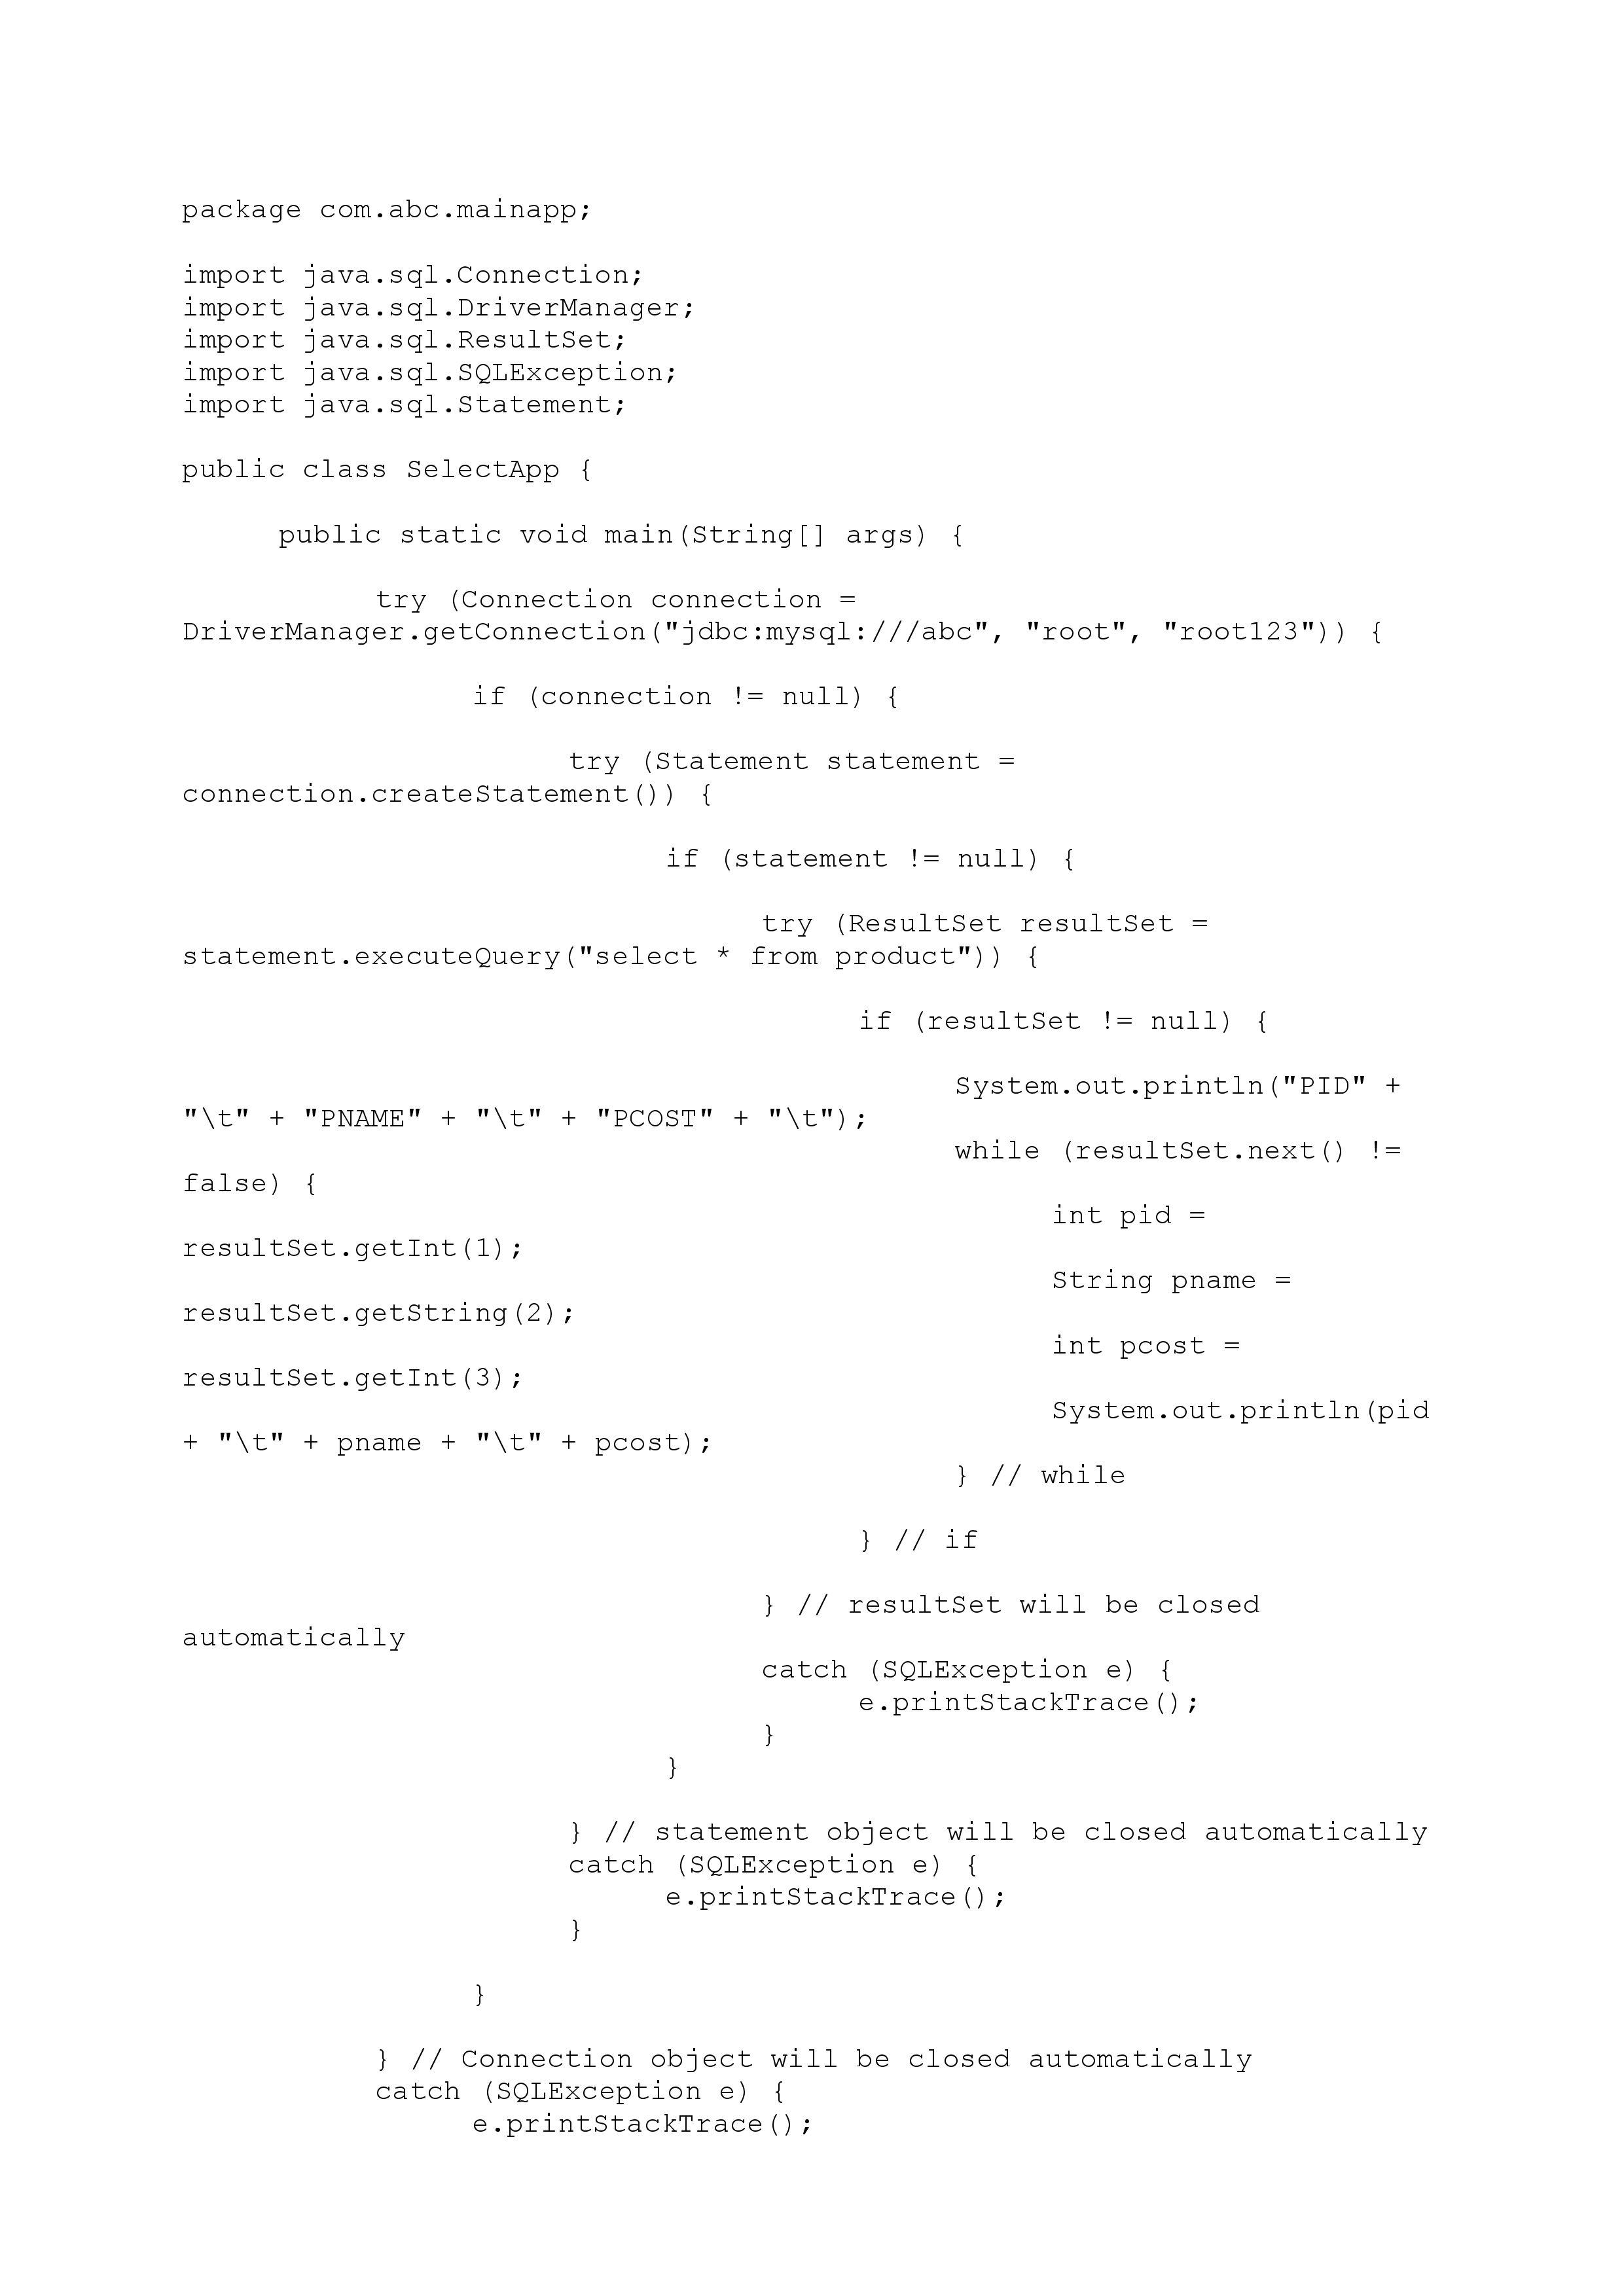 package com.abc.mainapp;
import java.sql.Connection;
import java.sql.DriverManager;
import java.sql.ResultSet;
import java.sql.SQLException;
import java.sql.Statement;
public class SelectApp {
public static void main(String[] args) {
try (Connection connection =
DriverManager.getConnection("jdbc:mysql:///abc", "root", "root123")) {
if (connection != null) {
try (Statement statement =
connection.createStatement()) {
if (statement != null) {
try (ResultSet resultSet =
statement.executeQuery("select * from product")) {
if (resultSet != null) {
System.out.println("PID" +
"\t" + "PNAME" + "\t" + "PCOST" + "\t");
while (resultSet.next() !=
false) {
int pid =
resultSet.getInt(1);
String pname =
resultSet.getString(2);
int pcost =
resultSet.getInt(3);
System.out.println(pid
+ "\t" + pname + "\t" + pcost);
} // while
} // if
} // resultSet will be closed
automatically
catch (SQLException e) {
e.printStackTrace();
}
}
} // statement object will be closed automatically
catch (SQLException e) {
e.printStackTrace();
}
}
} // Connection object will be closed automatically
catch (SQLException e) {
e.printStackTrace();